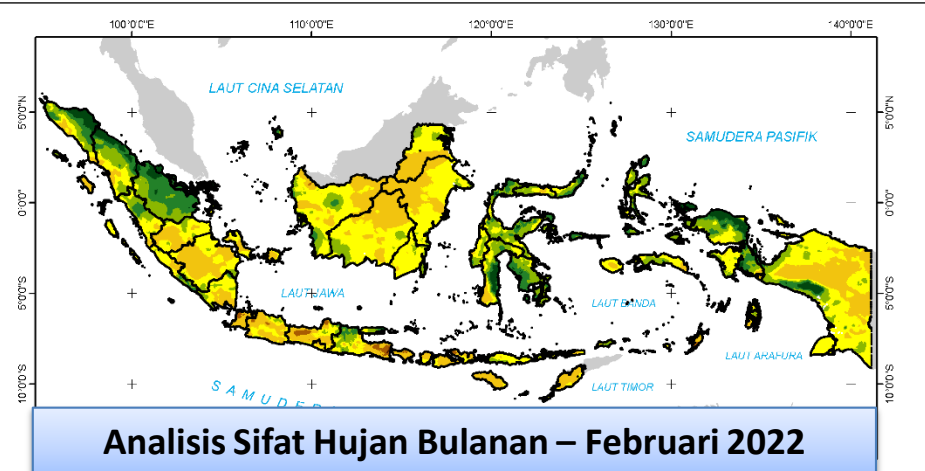 100°0'0"E 110°0'0"E 120°0'0"E 130°0'0"E 140°0'0"E
LAUT CINA SELATAN
5°0'0"N 5°0'0"N
SAMUDERA PASIFIK
0°0'0" 0°0'0"
LAUT JAWA
5°0'0"S 5°0'0"S
LAUT BANDA
LAUT ARAFURA
LAUT TIMOR
10°0'0"S 10°0'0"S
Analisis Sifat Hujan Bulanan – Februari 2022